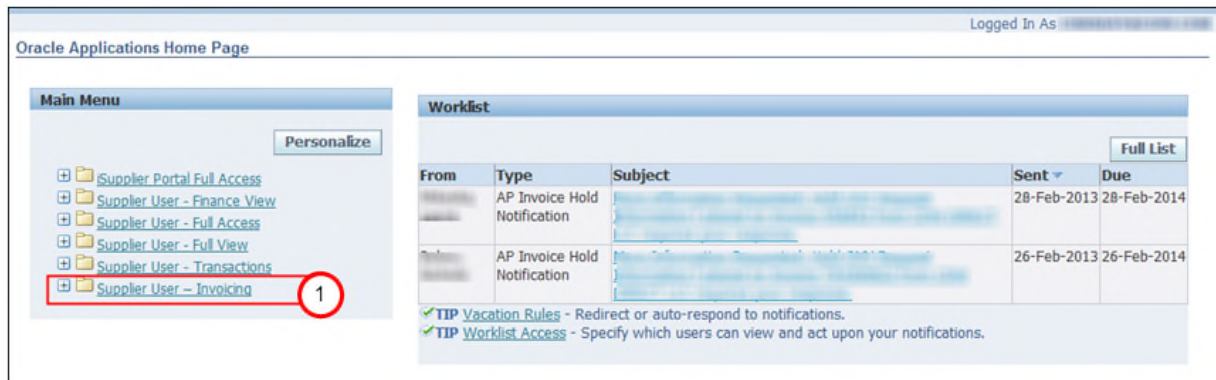 Logged In As
Oracle Applications Home Page
Main Menu
Personalize
iSupplier Portal Full Access
Supplier User - Finance View
Supplier User - Full Access
Supplier User - Full View
Supplier User - Transactions
Supplier User – Invoicing
1
Worklist
Full List
From Type Subject Sent Due
AP Invoice Hold 28-Feb-2013 28-Feb-2014
Notification
AP Invoice Hold 26-Feb-2013 26-Feb-2014
Notification
TIP Vacation Rules - Redirect or auto-respond to notifications.
TIP Worklist Access - Specify which users can view and act upon your notifications.